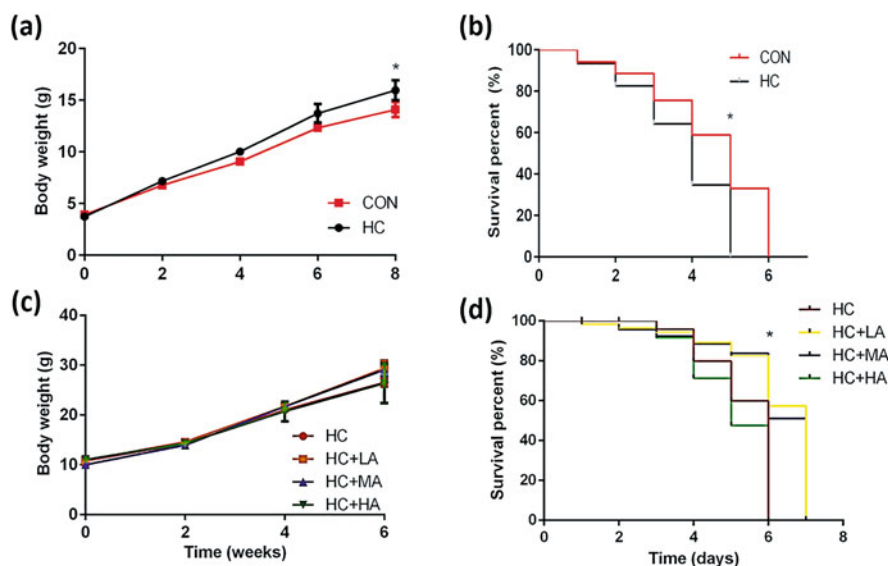 (a)
20
15
10
5
0
Body weight (g)
*
CON
HC
0 2 4 6 8
(b)
100
80
60
40
20
0
Survival percent (%)
CON
HC
*
0 2 4 6
(c)
40
30
20
10
0
Body weight (g)
HC
HC+LA
HC+MA
HC+HA
0 2 4 6
Time (weeks)
(d)
100
80
60
40
20
0
Survival percent (%)
*
HC
HC+LA
HC+MA
HC+HA
0 2 4 6 8
Time (days)